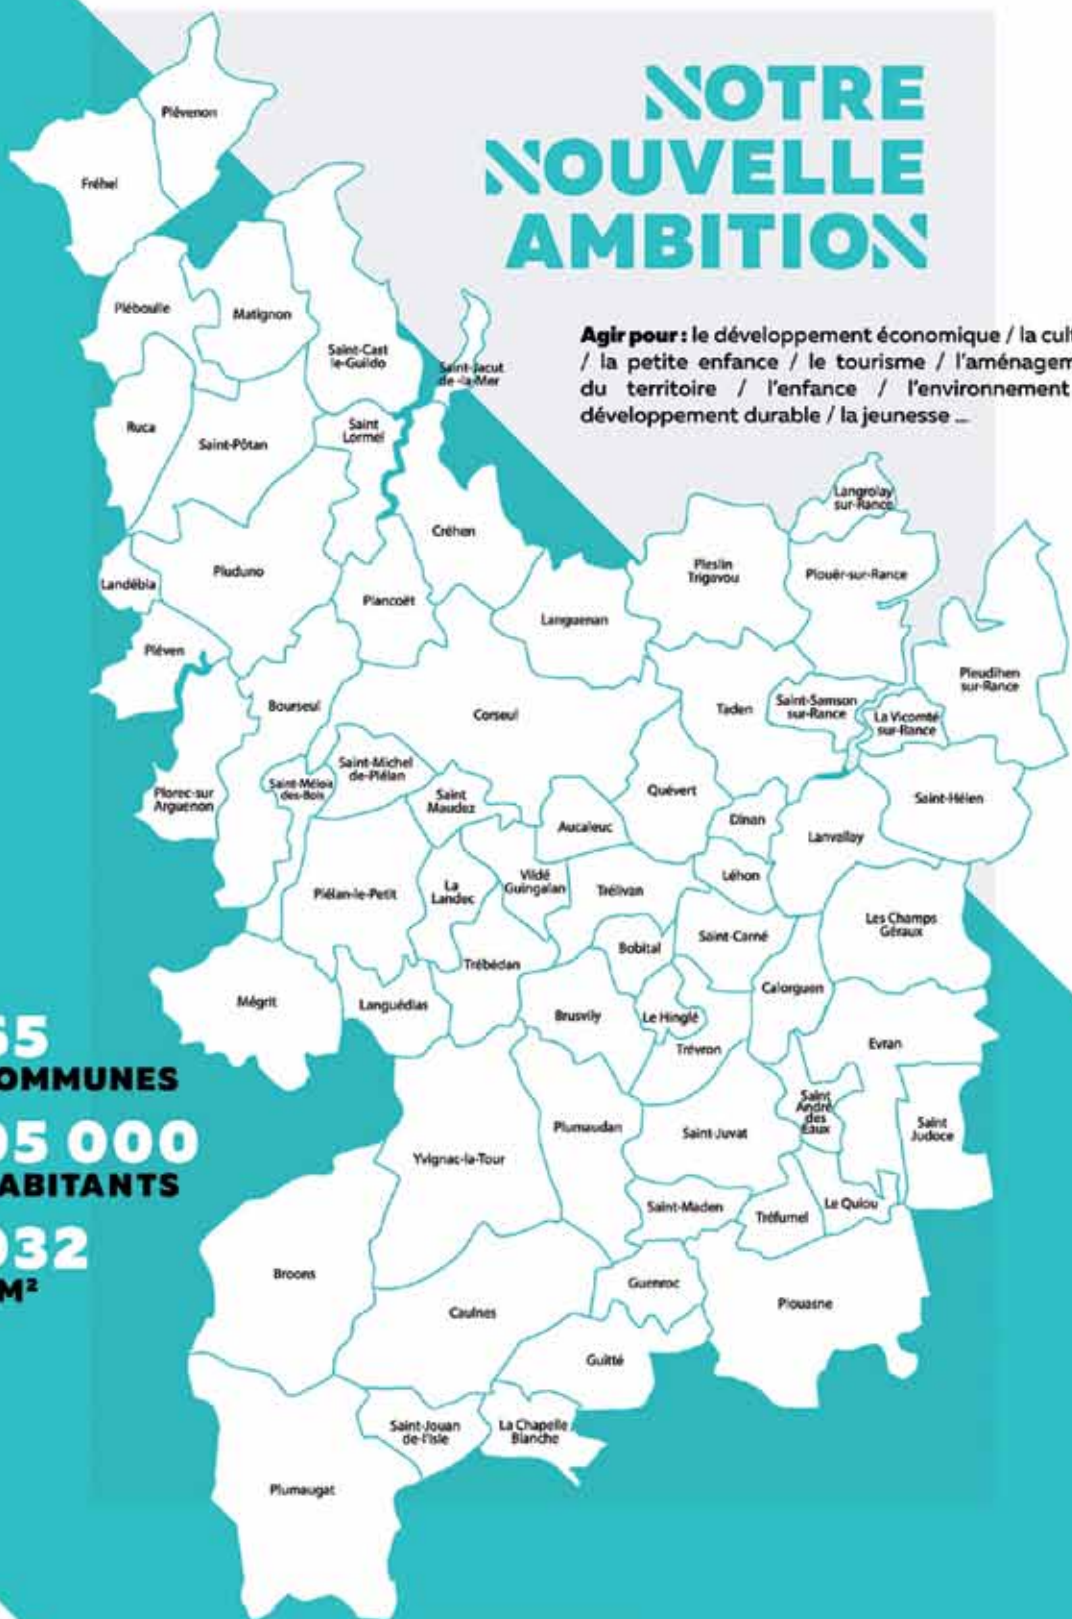 NOTRE
NOUVELLE
AMBITION
Agir pour : le développement économique / la cult
/ la petite enfance / le tourisme / l'aménagem
du territoire / l'enfance / l'environnement
développement durable / la jeunesse ...
Plévenon
Fréhel
Pléboulle
Matignon
Saint-Cast
le-Guildo
Saint-Jacut
de-la-Mer
Ruca
Saint-Pôtan
Saint
Lormel
Créhen
Langrolay
sur-Rance
Pleslin
Trigavou
Plouër-sur-Rance
Landébia
Pluduno
Plancoët
Languenan
Pléven
Bourseul
Corseul
Taden
Saint-Samson
sur-Rance
La Vicomté
sur-Rance
Pleudihen
sur-Rance
Plorec-sur
Arguenon
Saint-Méloir
des-Bois
Saint-Michel
de-Plélan
Saint
Maudez
Aucaleuc
Quévert
Dinan
Lanvallay
Saint-Hélen
Plélan-le-Petit
La
Landec
Vildé
Guingalan
Trélivan
Léhon
Les Champs
Géraux
Bobital
Saint-Carné
Trébédan
Calorguen
Mégrit
Languédias
Brusvily
Le Hinglé
Trévron
Evran
Yvignac-la-Tour
Plumaudan
Saint-Juvat
Saint
André
des
Eaux
Saint
Judoce
Saint-Maden
Tréfumel
Le Quiou
Broons
Caulnes
Guenroc
Plouasne
Guitté
Saint-Jouan
de-l'Isle
La Chapelle
Blanche
Plumaugat
65
OMMUNES
05 000
ABITANTS
032
M²